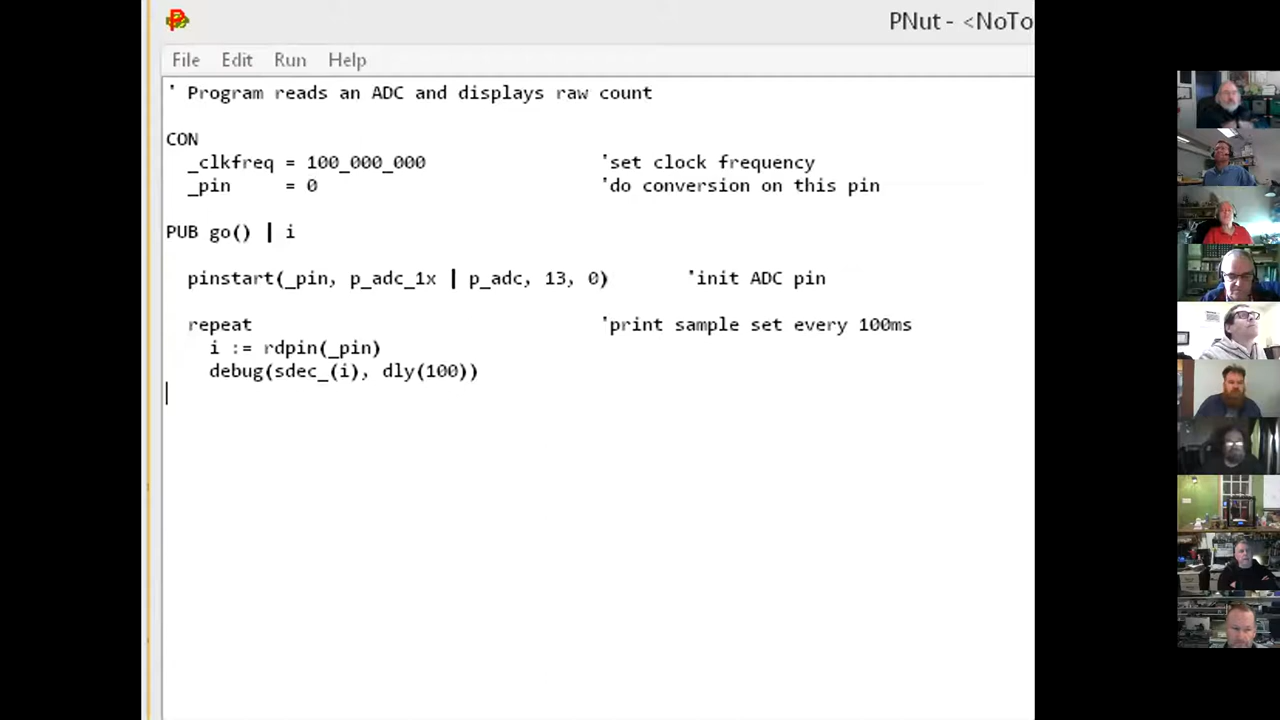 PNut - <NoTo
File Edit Run Help
' Program reads an ADC and displays raw count
CON
_clkfreq = 100_000_000 'set clock frequency
_pin = 0 'do conversion on this pin
PUB go() | i
pinstart(_pin, p_adc_1x | p_adc, 13, 0) 'init ADC pin
repeat 'print sample set every 100ms
i := rdpin(_pin)
debug(sdec_(i), dly(100))